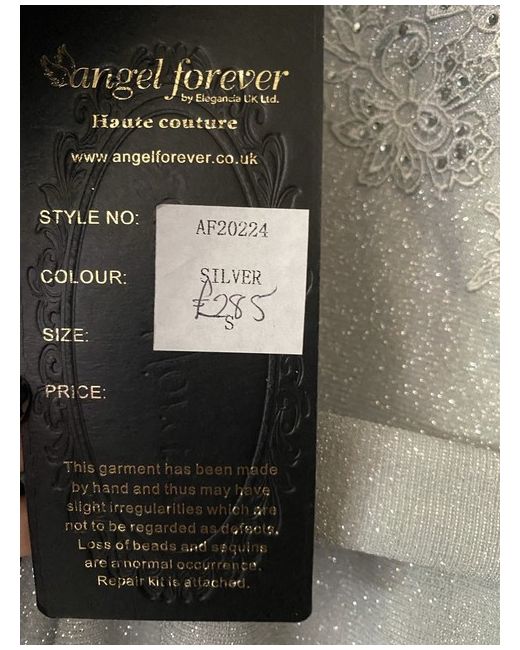 angel forever
by Elegancia UK Ltd.
Haute couture
www.angelforever.co.uk
STYLE NO: AF20224
COLOUR: SILVER
£285
SIZE: S
PRICE:
This garment has been made
by hand and thus may have
slight irregularities which are
not to be regarded as defects.
Loss of beads and sequins
are a normal occurrence.
Repair kit is attached.